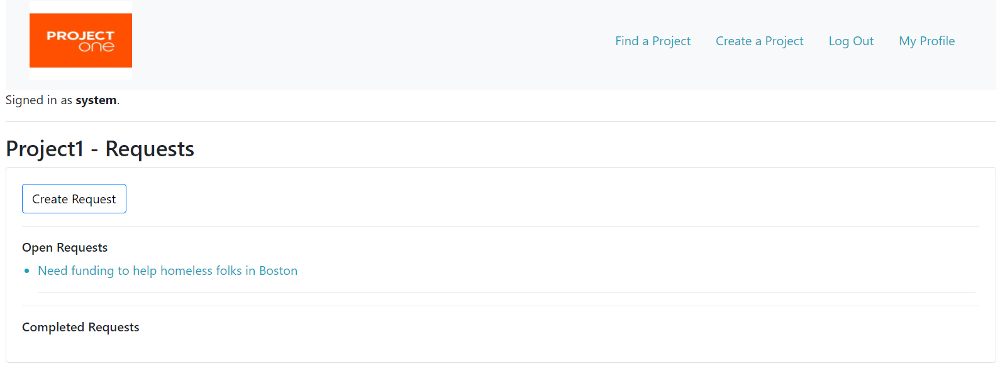 PROJECT
one
Find a Project Create a Project Log Out My Profile
Signed in as system.
Project1 - Requests
Create Request
Open Requests
Need funding to help homeless folks in Boston
Completed Requests